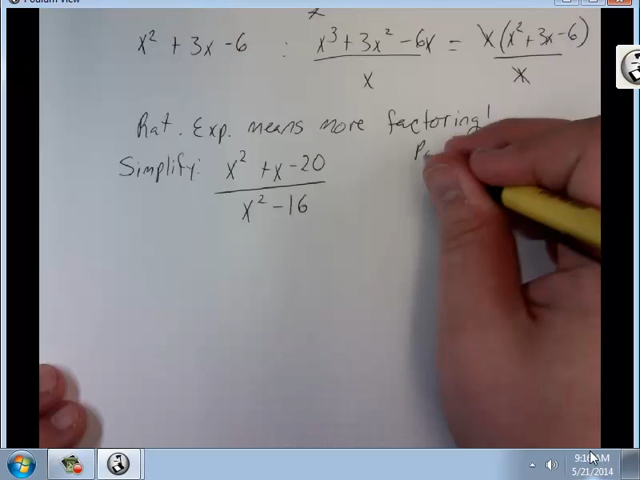 x
x² + 3x - 6 : x³ + 3x² - 6x / x = x(x² + 3x - 6) / x
Rat. Exp. means more factoring!
Simplify: x² + x - 20 / x² - 16
9:16 AM
5/21/2014